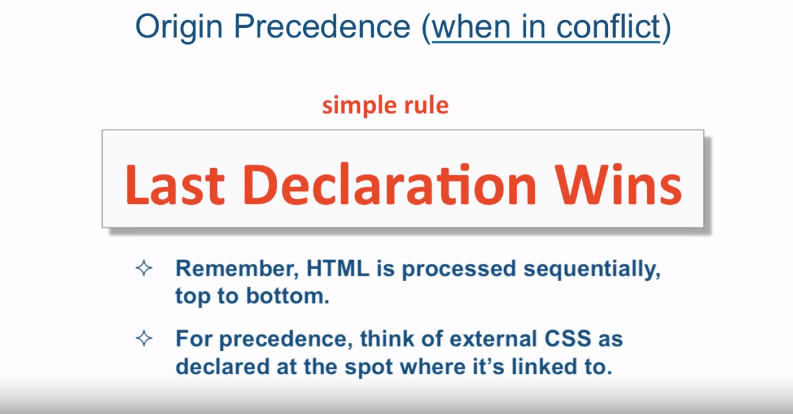 Origin Precedence (when in conflict)
simple rule
Last Declaration Wins
✧ Remember, HTML is processed sequentially,
top to bottom.
✧ For precedence, think of external CSS as
declared at the spot where it's linked to.